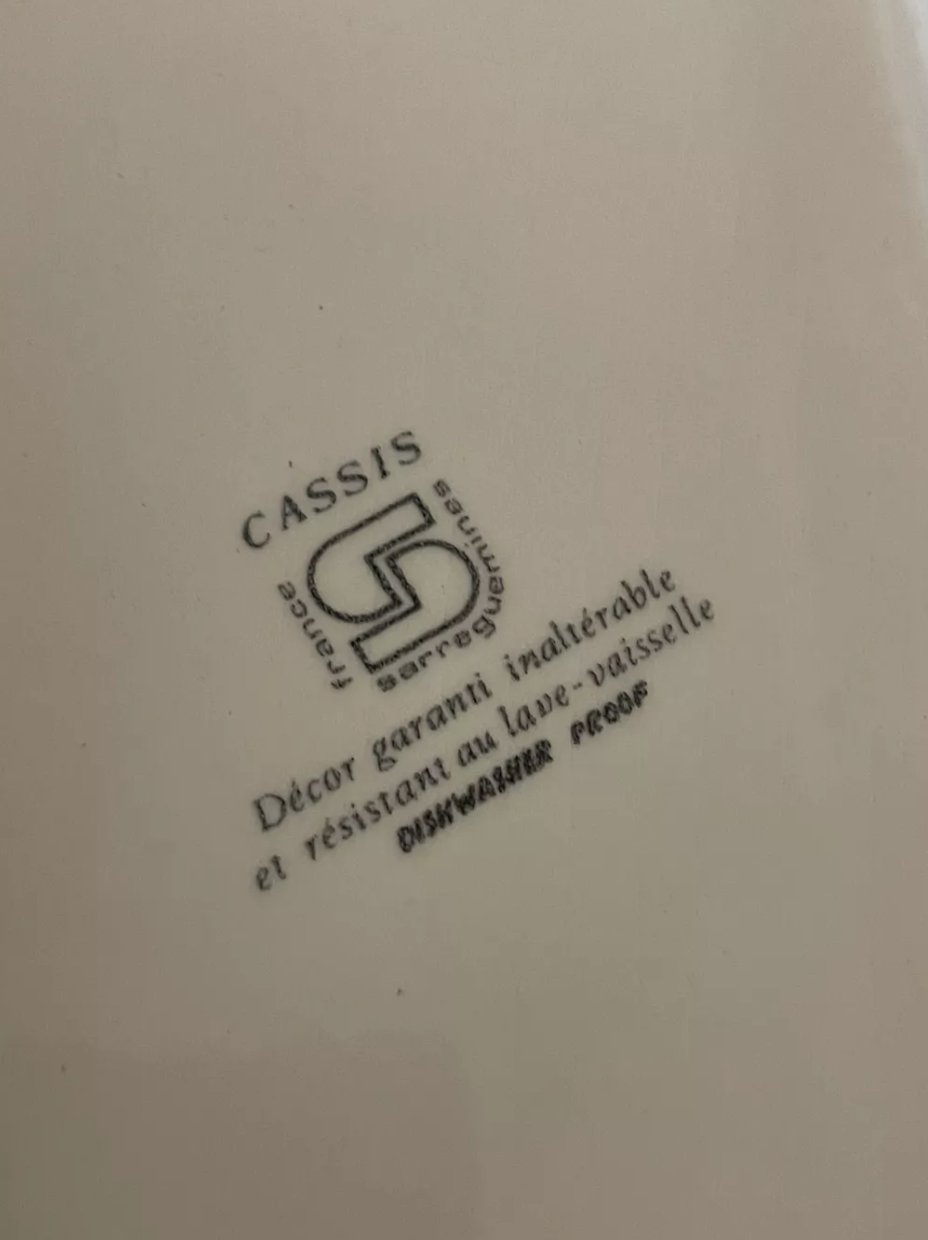 CASSIS
france
sarreguemines
Décor garanti inaltérable
et résistant au lave-vaisselle
DISHWASHER PROOF